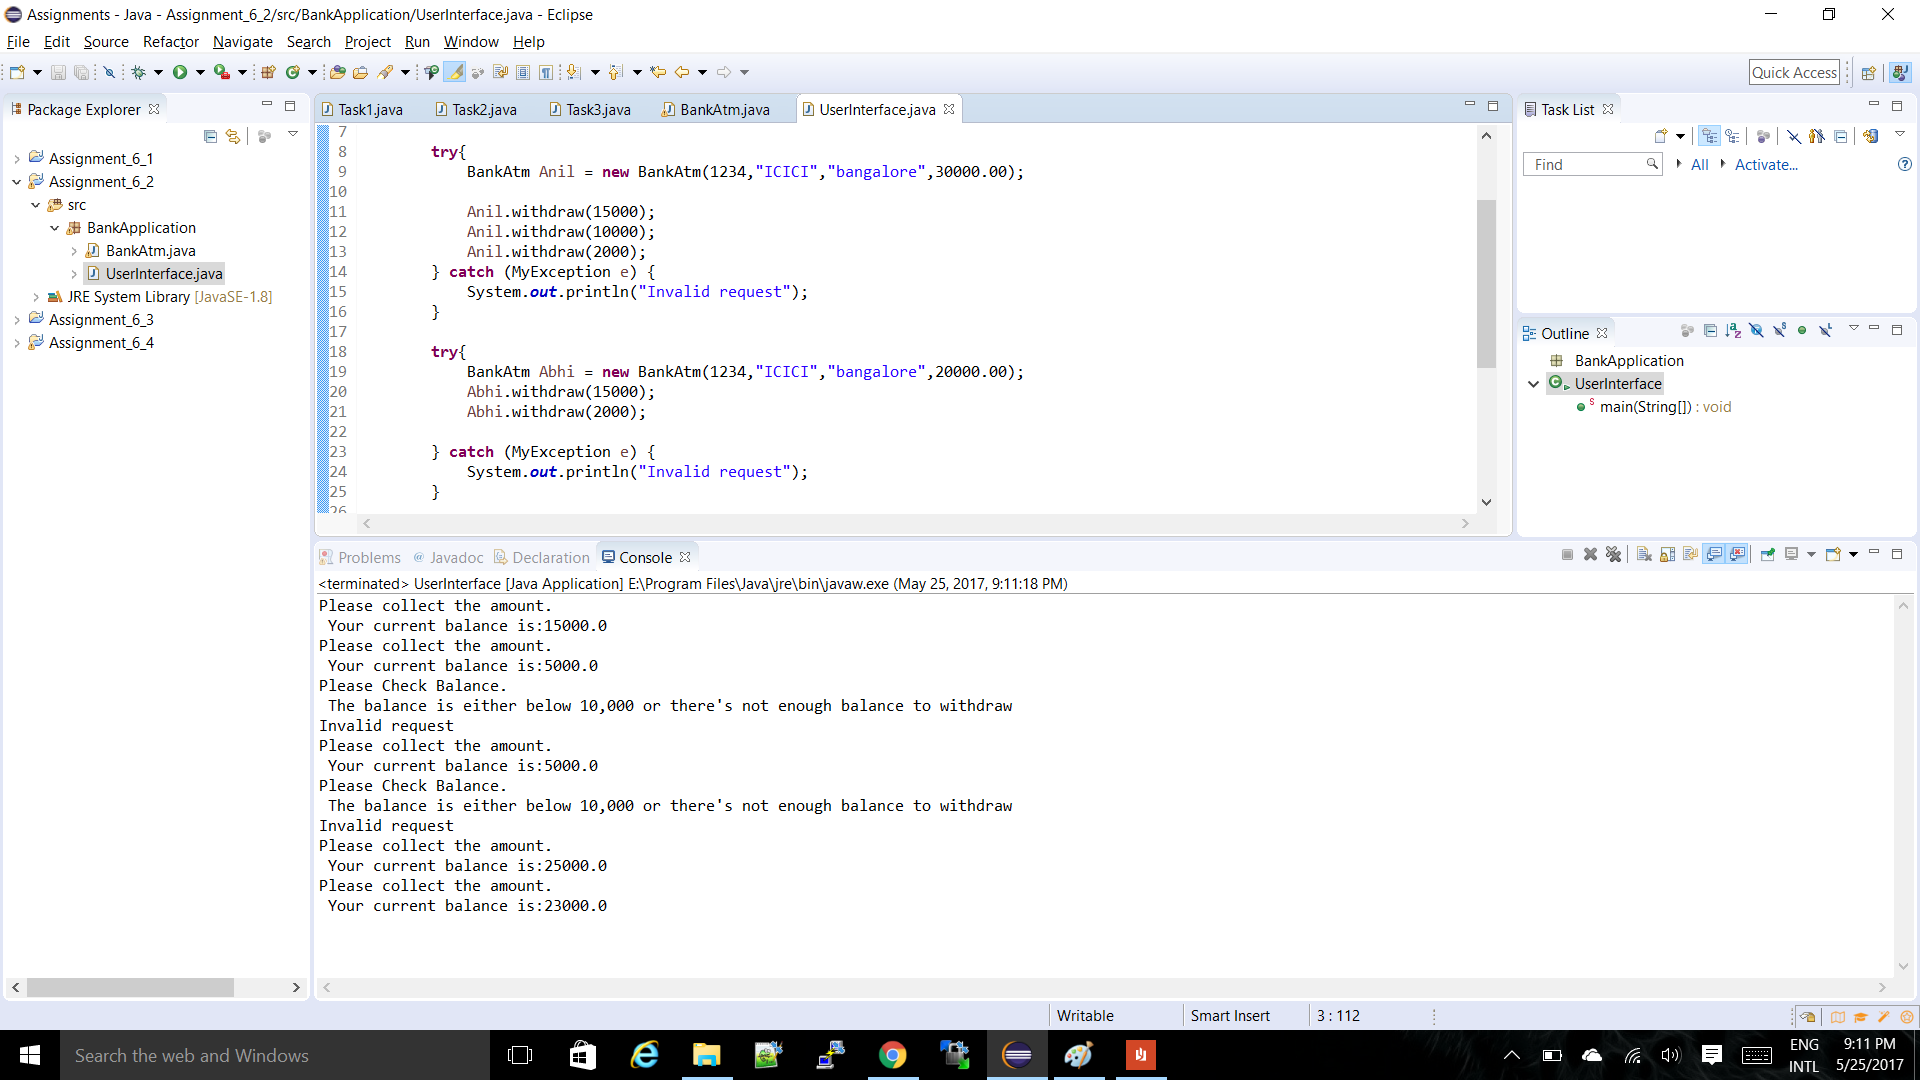 Assignments - Java - Assignment_6_2/src/BankApplication/UserInterface.java - Eclipse
File Edit Source Refactor Navigate Search Project Run Window Help
Quick Access
Package Explorer
Assignment_6_1
Assignment_6_2
src
BankApplication
BankAtm.java
UserInterface.java
JRE System Library [JavaSE-1.8]
Assignment_6_3
Assignment_6_4
Task1.java Task2.java Task3.java BankAtm.java UserInterface.java
7
8 try{
9 BankAtm Anil = new BankAtm(1234,"ICICI","bangalore",30000.00);
10
11 Anil.withdraw(15000);
12 Anil.withdraw(10000);
13 Anil.withdraw(2000);
14 } catch (MyException e) {
15 System.out.println("Invalid request");
16 }
17
18 try{
19 BankAtm Abhi = new BankAtm(1234,"ICICI","bangalore",20000.00);
20 Abhi.withdraw(15000);
21 Abhi.withdraw(2000);
22
23 } catch (MyException e) {
24 System.out.println("Invalid request");
25 }
26
Task List
Find All Activate...
Outline
BankApplication
UserInterface
main(String[]) : void
Problems @ Javadoc Declaration Console
<terminated> UserInterface [Java Application] E:\Program Files\Java\jre\bin\javaw.exe (May 25, 2017, 9:11:18 PM)
Please collect the amount.
Your current balance is:15000.0
Please collect the amount.
Your current balance is:5000.0
Please Check Balance.
The balance is either below 10,000 or there's not enough balance to withdraw
Invalid request
Please collect the amount.
Your current balance is:5000.0
Please Check Balance.
The balance is either below 10,000 or there's not enough balance to withdraw
Invalid request
Please collect the amount.
Your current balance is:25000.0
Please collect the amount.
Your current balance is:23000.0
Writable Smart Insert 3 : 112
Search the web and Windows
ENG
INTL
9:11 PM
5/25/2017